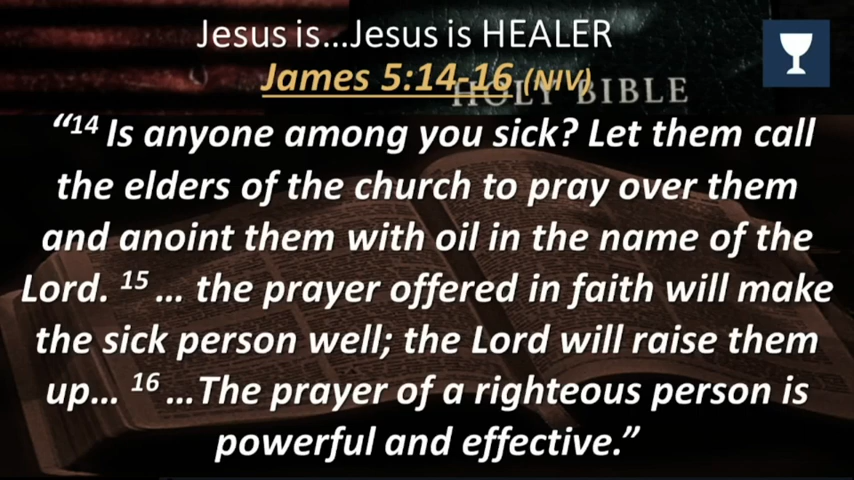 Jesus is...Jesus is HEALER
James 5:14-16 (NIV)
HOLY BIBLE
“¹⁴ Is anyone among you sick? Let them call
the elders of the church to pray over them
and anoint them with oil in the name of the
Lord. ¹⁵ ... the prayer offered in faith will make
the sick person well; the Lord will raise them
up... ¹⁶ ...The prayer of a righteous person is
powerful and effective.”